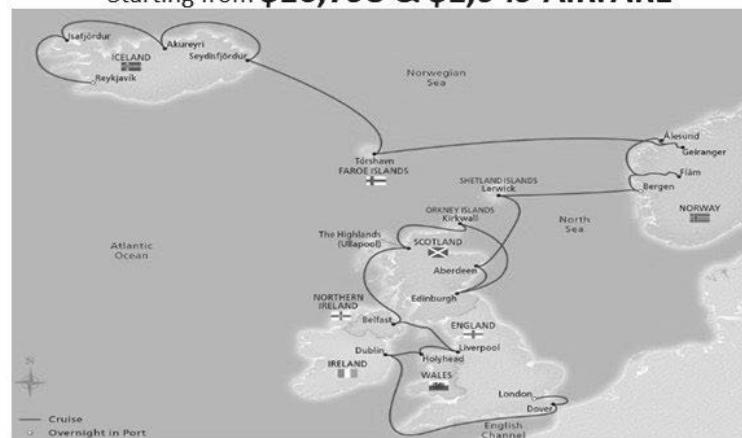 Isafjördur
Akureyri
ICELAND
Seydisfjördur
Reykjavík
Norwegian
Sea
Tórshavn
FAROE ISLANDS
Ålesund
Geiranger
Flåm
Bergen
NORWAY
SHETLAND ISLANDS
Lerwick
ORKNEY ISLANDS
Kirkwall
North
Sea
The Highlands
(Ullapool)
SCOTLAND
Atlantic
Ocean
Aberdeen
Edinburgh
NORTHERN
IRELAND
Belfast
ENGLAND
Dublin
Liverpool
Holyhead
IRELAND
WALES
London
Dover
English
Channel
N
Cruise
Overnight in Port